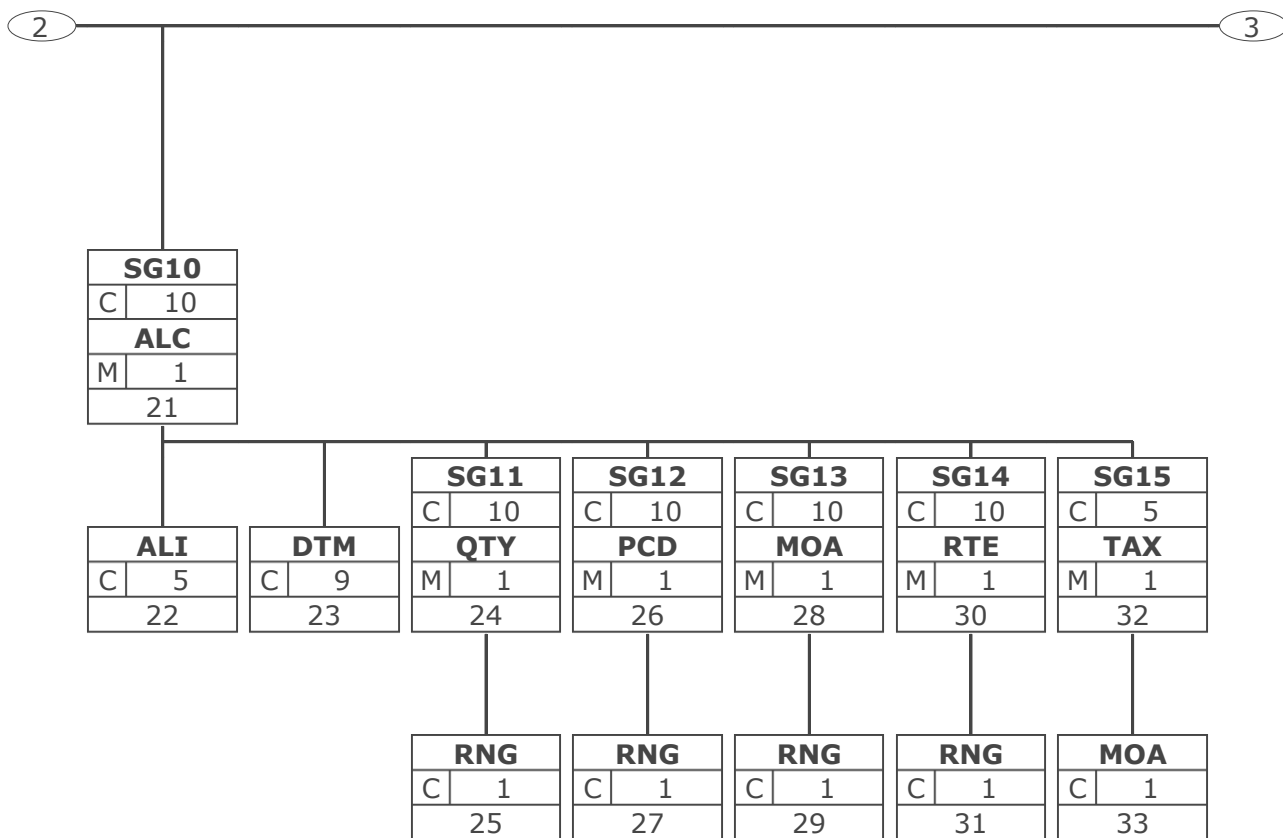 2 3
SG10
C 10
ALC
M 1
21
SG11 SG12 SG13 SG14 SG15
C 10 C 10 C 10 C 10 C 5
ALI DTM QTY PCD MOA RTE TAX
C 5 C 9 M 1 M 1 M 1 M 1 M 1
22 23 24 26 28 30 32
RNG RNG RNG RNG MOA
C 1 C 1 C 1 C 1 C 1
25 27 29 31 33